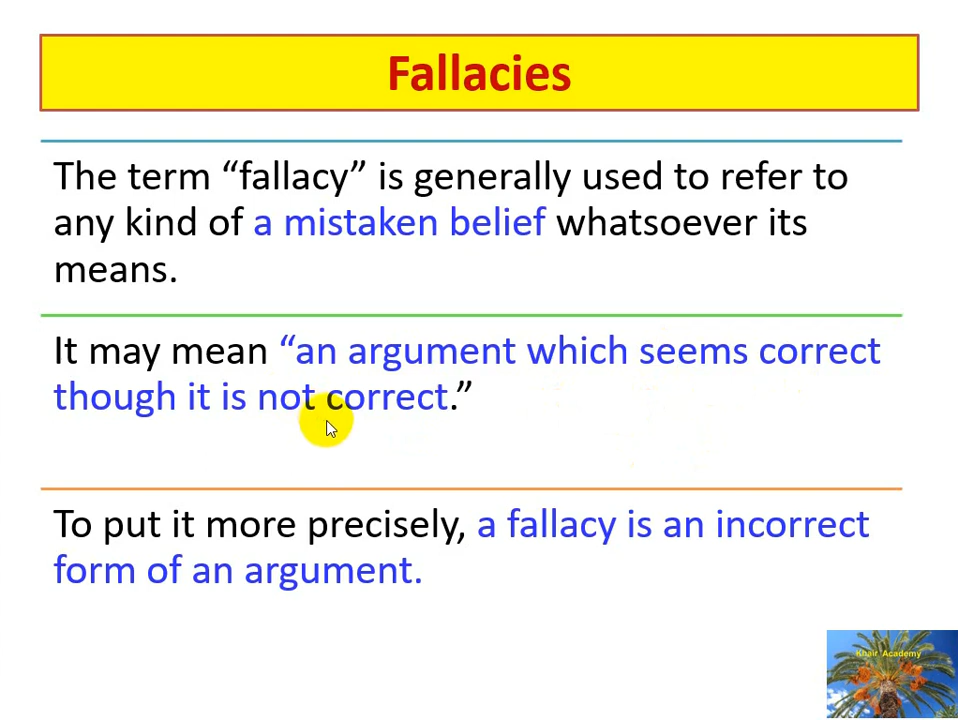 Fallacies
The term “fallacy” is generally used to refer to
any kind of a mistaken belief whatsoever its
means.
It may mean “an argument which seems correct
though it is not correct.”
To put it more precisely, a fallacy is an incorrect
form of an argument.
Khair Academy